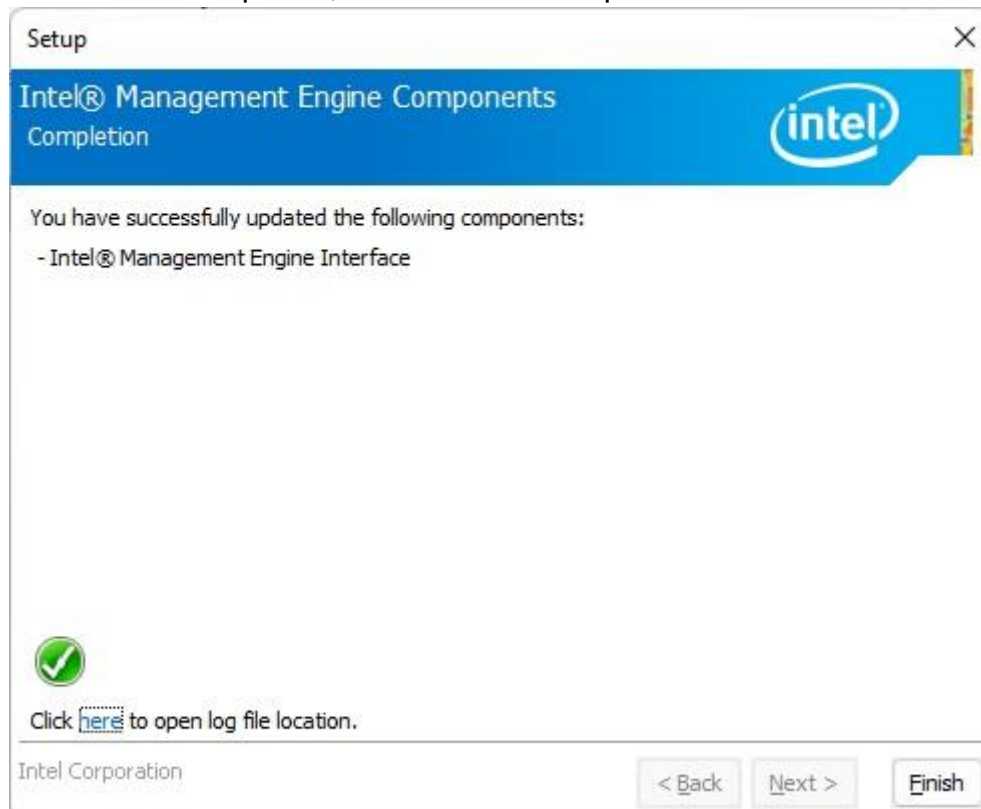 Setup
Intel® Management Engine Components
Completion
intel
You have successfully updated the following components:
- Intel® Management Engine Interface
Click here to open log file location.
Intel Corporation
< Back
Next >
Finish